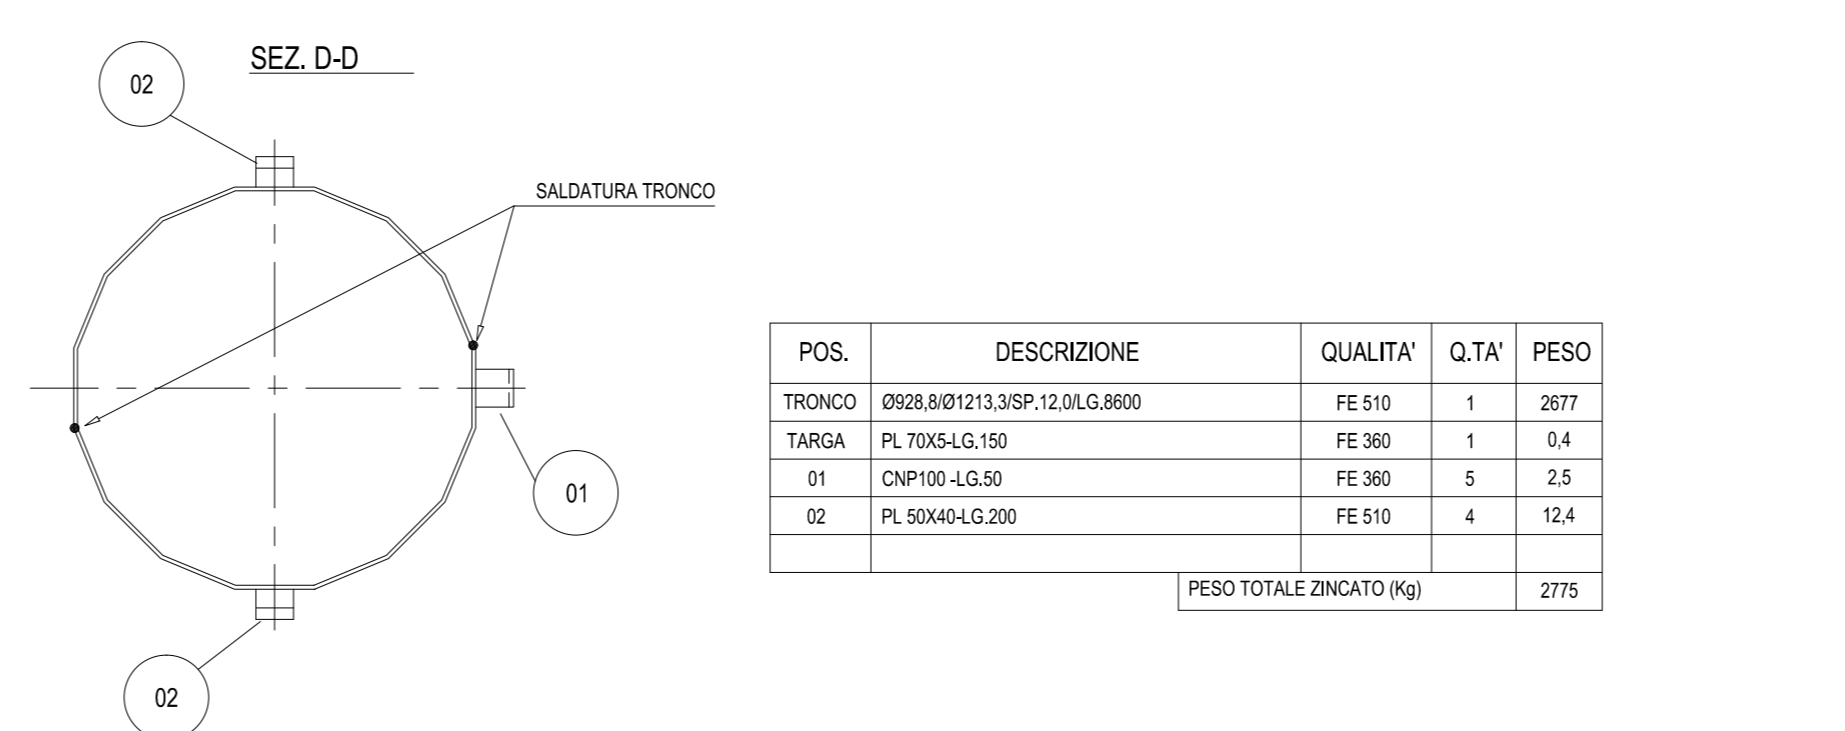 SEZ. D-D
02
SALDATURA TRONCO
01
02
POS. DESCRIZIONE QUALITA' Q.TA' PESO
TRONCO Ø928,8/Ø1213,3/SP.12,0/LG.8600 FE 510 1 2677
TARGA PL 70X5-LG.150 FE 360 1 0,4
01 CNP100 -LG.50 FE 360 5 2,5
02 PL 50X40-LG.200 FE 510 4 12,4
PESO TOTALE ZINCATO (Kg) 2775